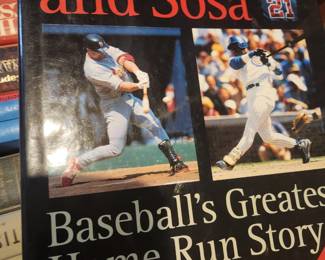 and Sosa
21
Baseball's Greates
Home Run Story